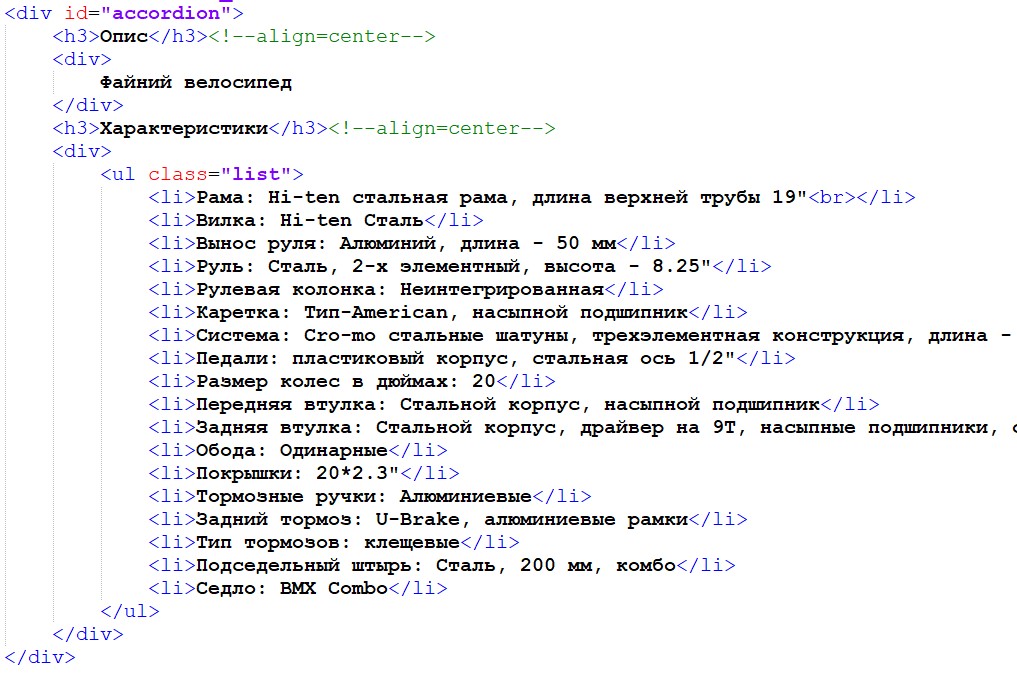 <div id="accordion">
<h3>Опис</h3><!--align=center-->
<div>
Файний велосипед
</div>
<h3>Характеристики</h3><!--align=center-->
<div>
<ul class="list">
<li>Рама: Hi-ten стальная рама, длина верхней трубы 19"<br></li>
<li>Вилка: Hi-ten Сталь</li>
<li>Вынос руля: Алюминий, длина - 50 мм</li>
<li>Руль: Сталь, 2-х элементный, высота - 8.25"</li>
<li>Рулевая колонка: Неинтегрированная</li>
<li>Каретка: Тип-American, насыпной подшипник</li>
<li>Система: Cro-mo стальные шатуны, трехэлементная конструкция, длина -
<li>Педали: пластиковый корпус, стальная ось 1/2"</li>
<li>Размер колес в дюймах: 20</li>
<li>Передняя втулка: Стальной корпус, насыпной подшипник</li>
<li>Задняя втулка: Стальной корпус, драйвер на 9Т, насыпные подшипники,
<li>Обода: Одинарные</li>
<li>Покрышки: 20*2.3"</li>
<li>Тормозные ручки: Алюминиевые</li>
<li>Задний тормоз: U-Brake, алюминиевые рамки</li>
<li>Тип тормозов: клещевые</li>
<li>Подседельный штырь: Сталь, 200 мм, комбо</li>
<li>Седло: BMX Combo</li>
</ul>
</div>
</div>